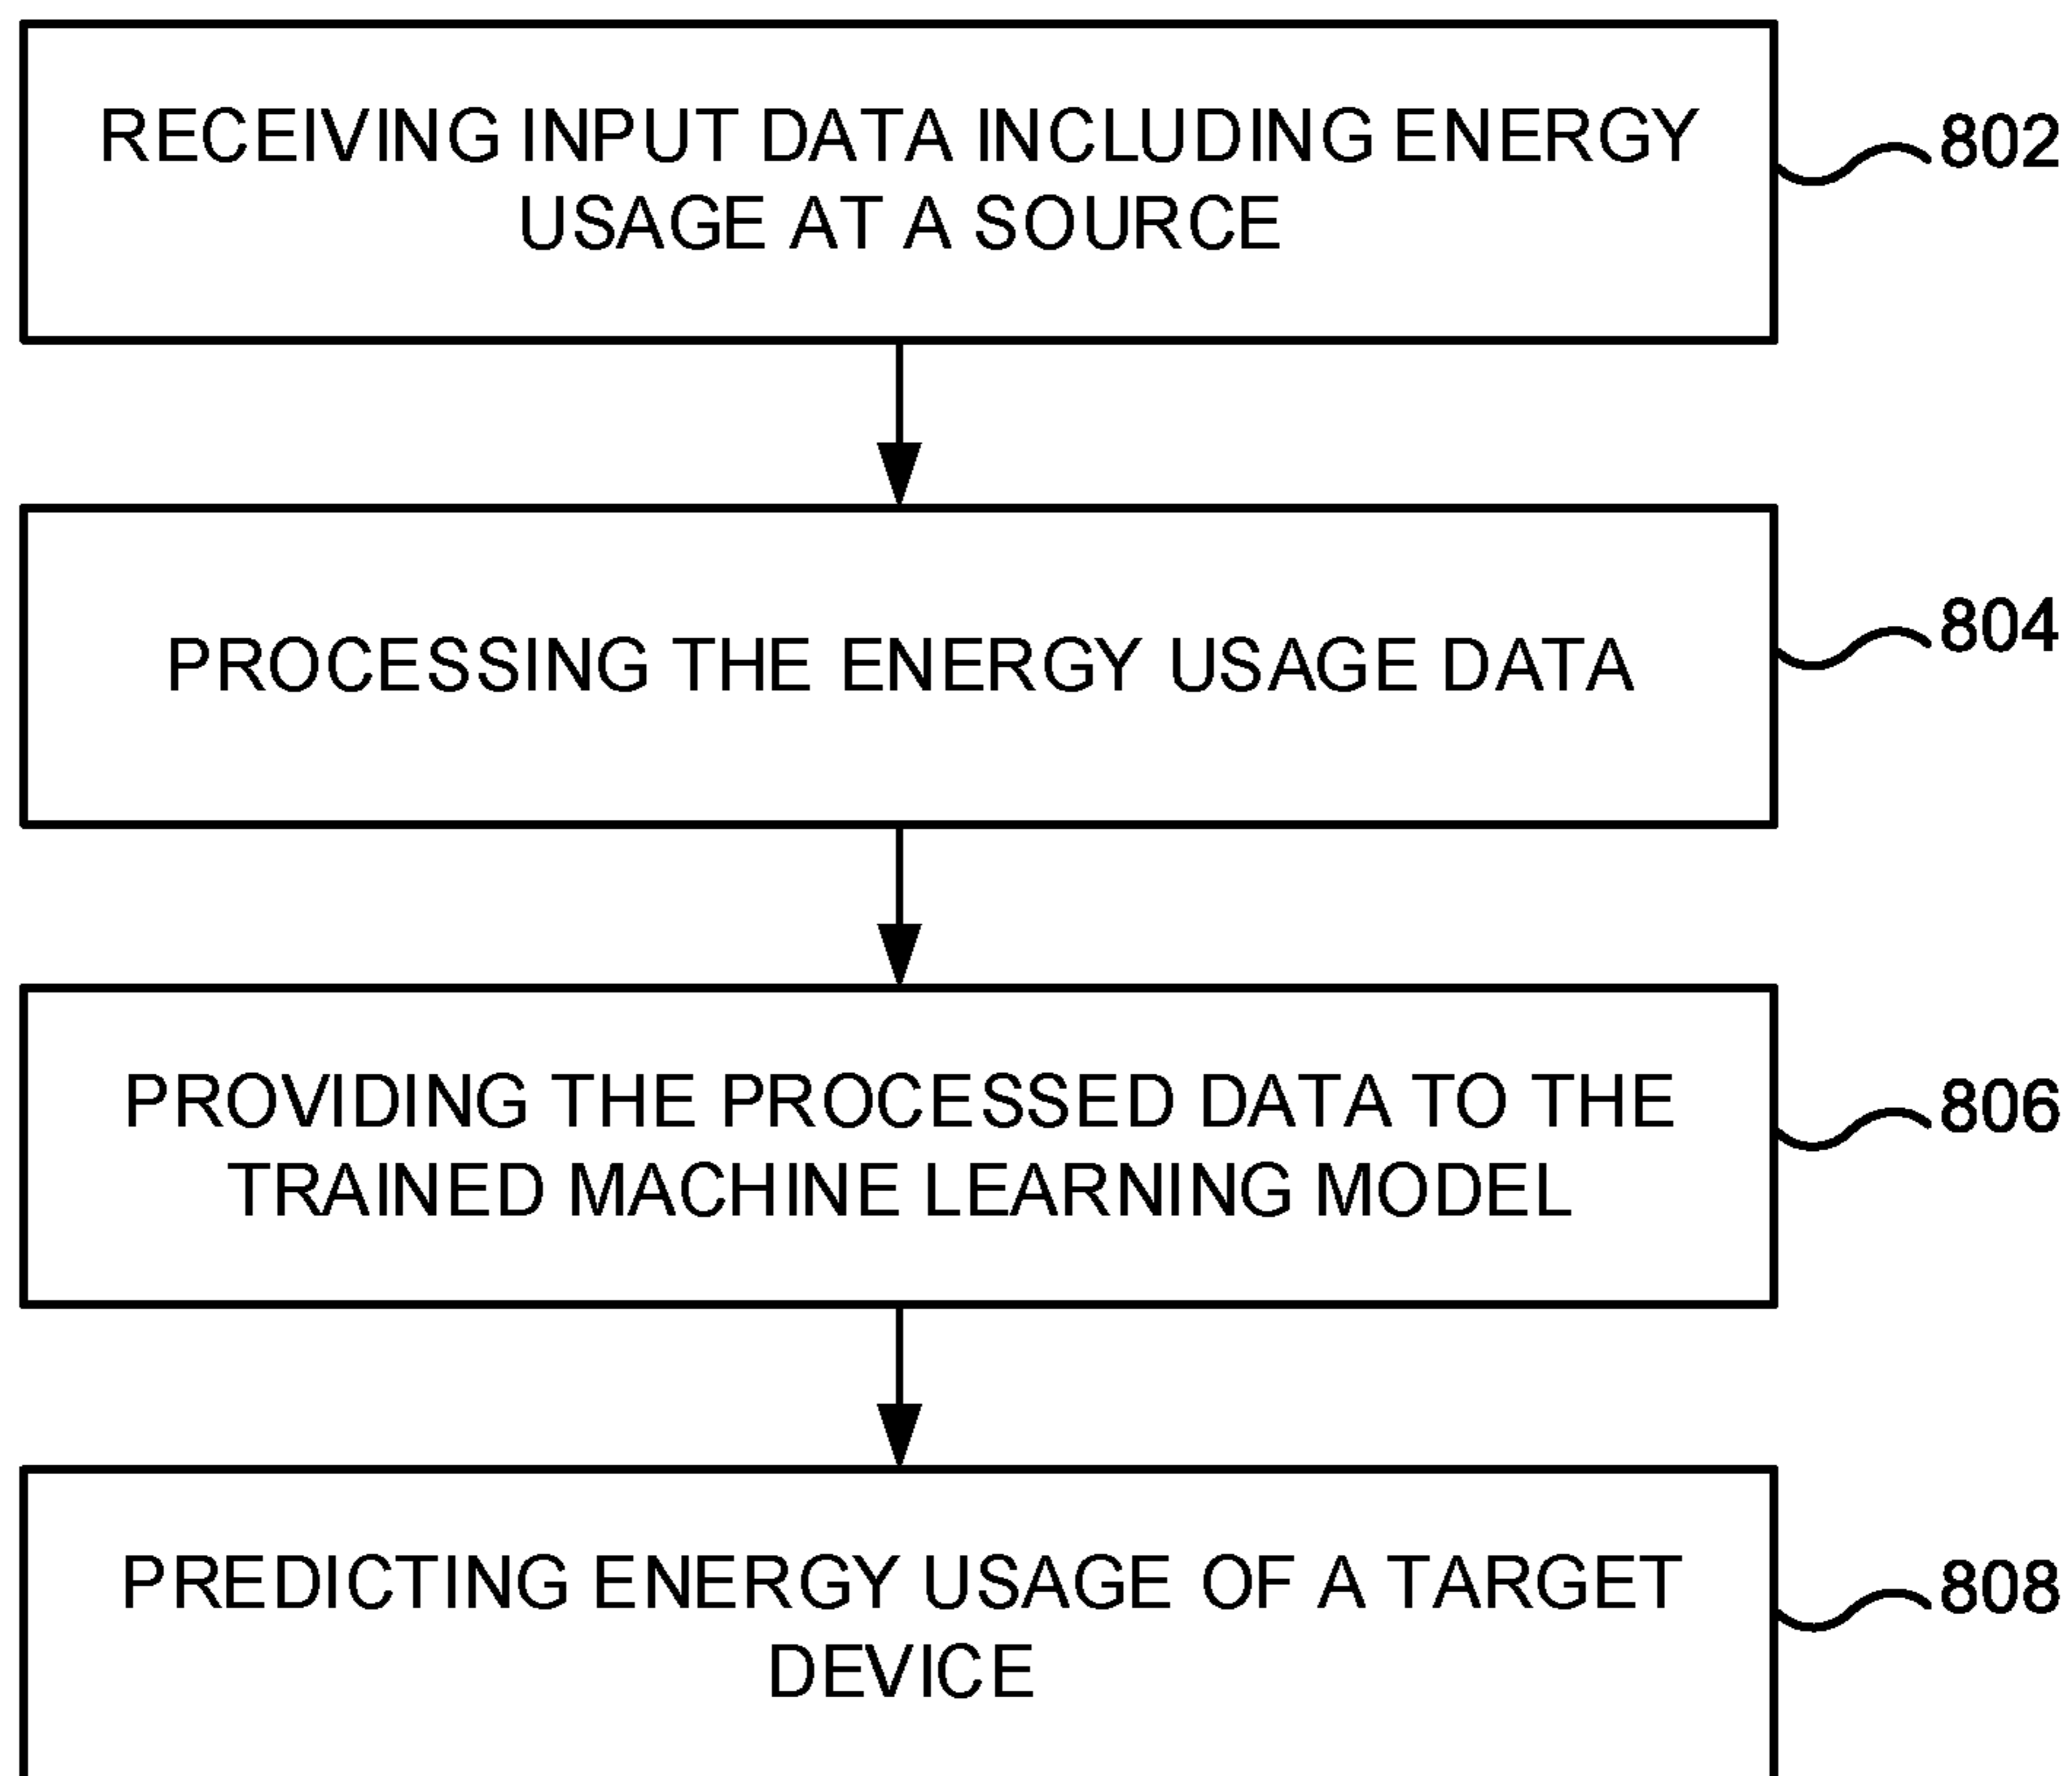 RECEIVING INPUT DATA INCLUDING ENERGY
USAGE AT A SOURCE
802
PROCESSING THE ENERGY USAGE DATA
804
PROVIDING THE PROCESSED DATA TO THE
TRAINED MACHINE LEARNING MODEL
806
PREDICTING ENERGY USAGE OF A TARGET
DEVICE
808